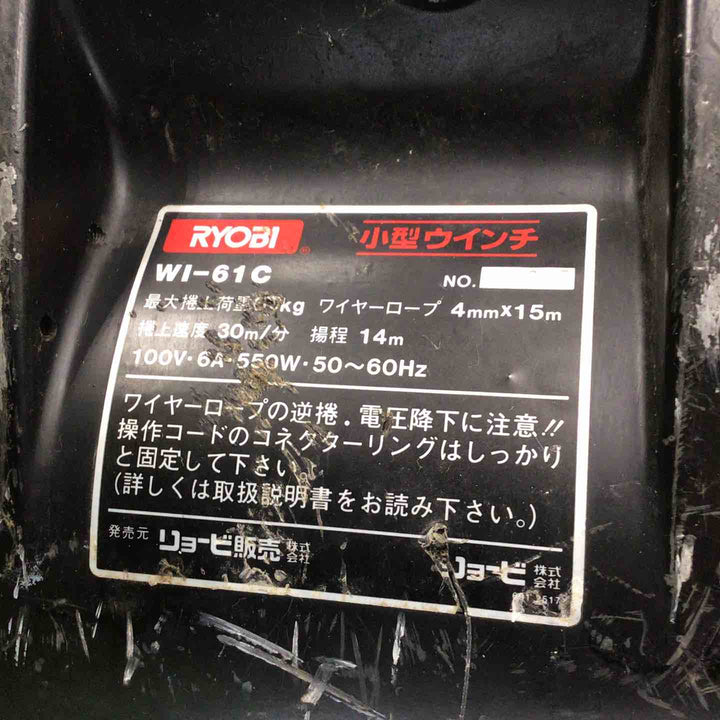 RYOBI® 小型ウインチ
WI-61C NO.
最大捲上荷重 kg ワイヤーロープ 4mm×15m
捲上速度 30m/分 揚程 14m
100V・6A・550W・50～60Hz
ワイヤーロープの逆捲．電圧降下に注意!!
操作コードのコネクターリングはしっかり
と固定して下さい。
(詳しくは取扱説明書をお読み下さい。)
発売元 リョービ販売株式会社 リョービ株式会社